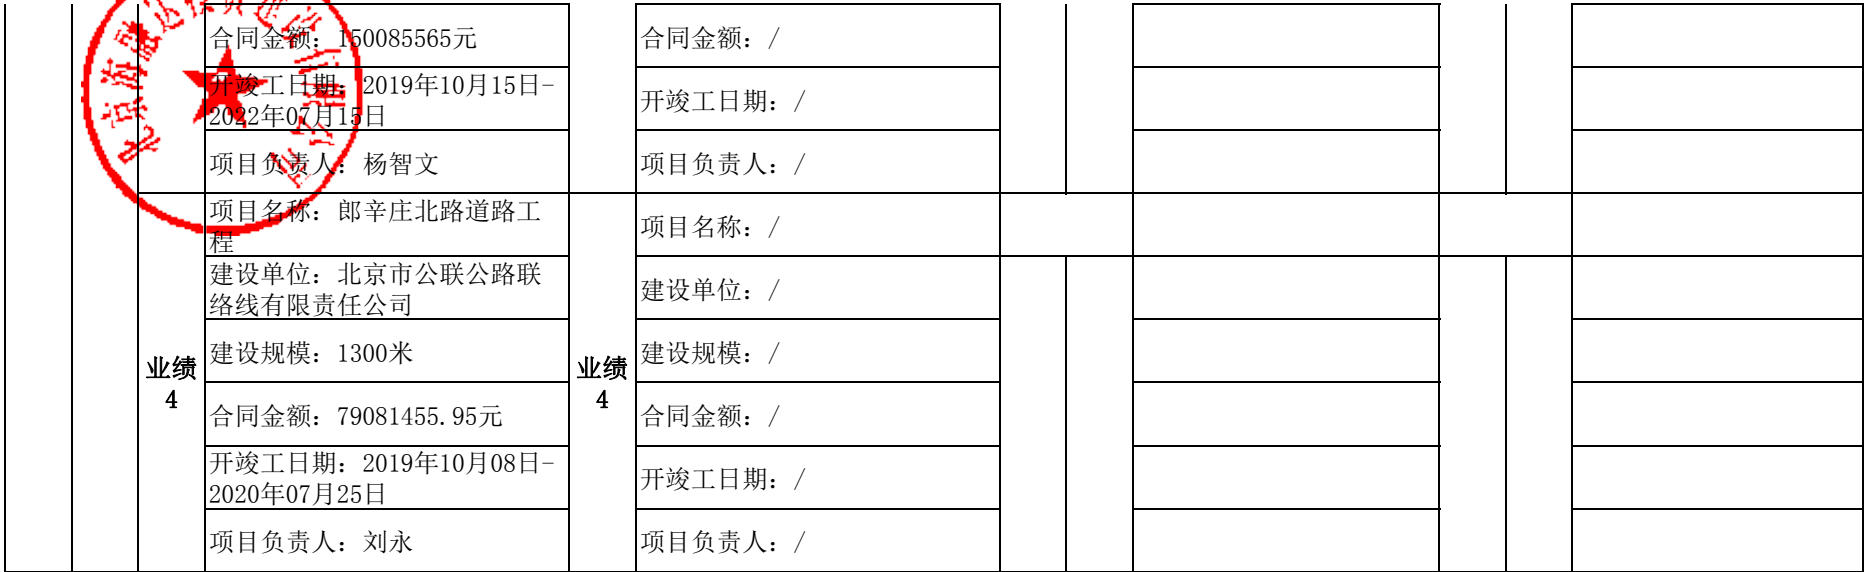 合同金额：150085565元
合同金额：/
开竣工日期：2019年10月15日-
2022年07月15日
开竣工日期：/
项目负责人：杨智文
项目负责人：/
项目名称：郎辛庄北路道路工
程
项目名称：/
建设单位：北京市公联公路联
络线有限责任公司
建设单位：/
业绩
4
建设规模：1300米
业绩
4
建设规模：/
合同金额：79081455.95元
合同金额：/
开竣工日期：2019年10月08日-
2020年07月25日
开竣工日期：/
项目负责人：刘永
项目负责人：/